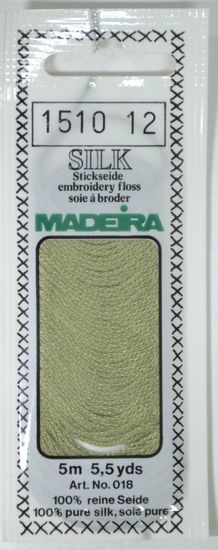 1510 12
SILK
Stickseide
embroidery floss
soie à broder
MADEIRA
5m 5,5yds
Art. No. 018
100% reine Seide
100% pure silk, soie pure